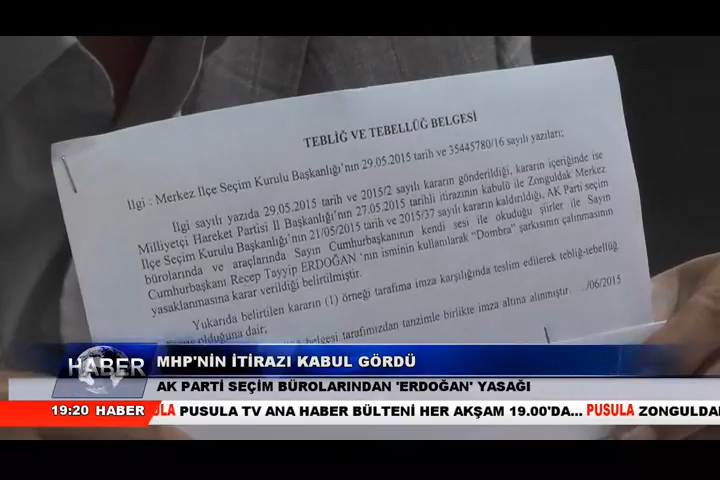 TEBLİĞ VE TEBELLÜĞ BELGESİ
İlgi : Merkez İlçe Seçim Kurulu Başkanlığı'nın 29.05.2015 tarih ve 35445780/16 sayılı yazıları;
İlgi sayılı yazıda 29.05.2015 tarih ve 2015/2 sayılı kararın gönderildiği, kararın içeriğinde ise
Milliyetçi Hareket Partisi İl Başkanlığı'nın 27.05.2015 tarihli itirazının kabulü ile Zonguldak Merkez
İlçe Seçim Kurulu Başkanlığı'nın 21/05/2015 tarih ve 2015/37 sayılı kararın kaldırıldığı, AK Parti seçim
bürolarında ve araçlarında Sayın Cumhurbaşkanının kendi sesi ile okuduğu şiirler ile Sayın
Cumhurbaşkanı Recep Tayyip ERDOĞAN 'nın isminin kullanılarak "Dombra" şarkısının çalınmasının
yasaklanmasına karar verildiği belirtilmiştir.
Yukarıda belirtilen kararın (1) örneği tarafıma imza karşılığında teslim edilerek tebliğ-tebellüğ
olduğuna dair;
belgesi tarafımızdan tanzimle birlikte imza altına alınmıştır. ../06/2015
HABER
MHP'NİN İTİRAZI KABUL GÖRDÜ
AK PARTİ SEÇİM BÜROLARINDAN 'ERDOĞAN' YASAĞI
19:20 HABER
PUSULA TV ANA HABER BÜLTENİ HER AKŞAM 19.00'DA... PUSULA